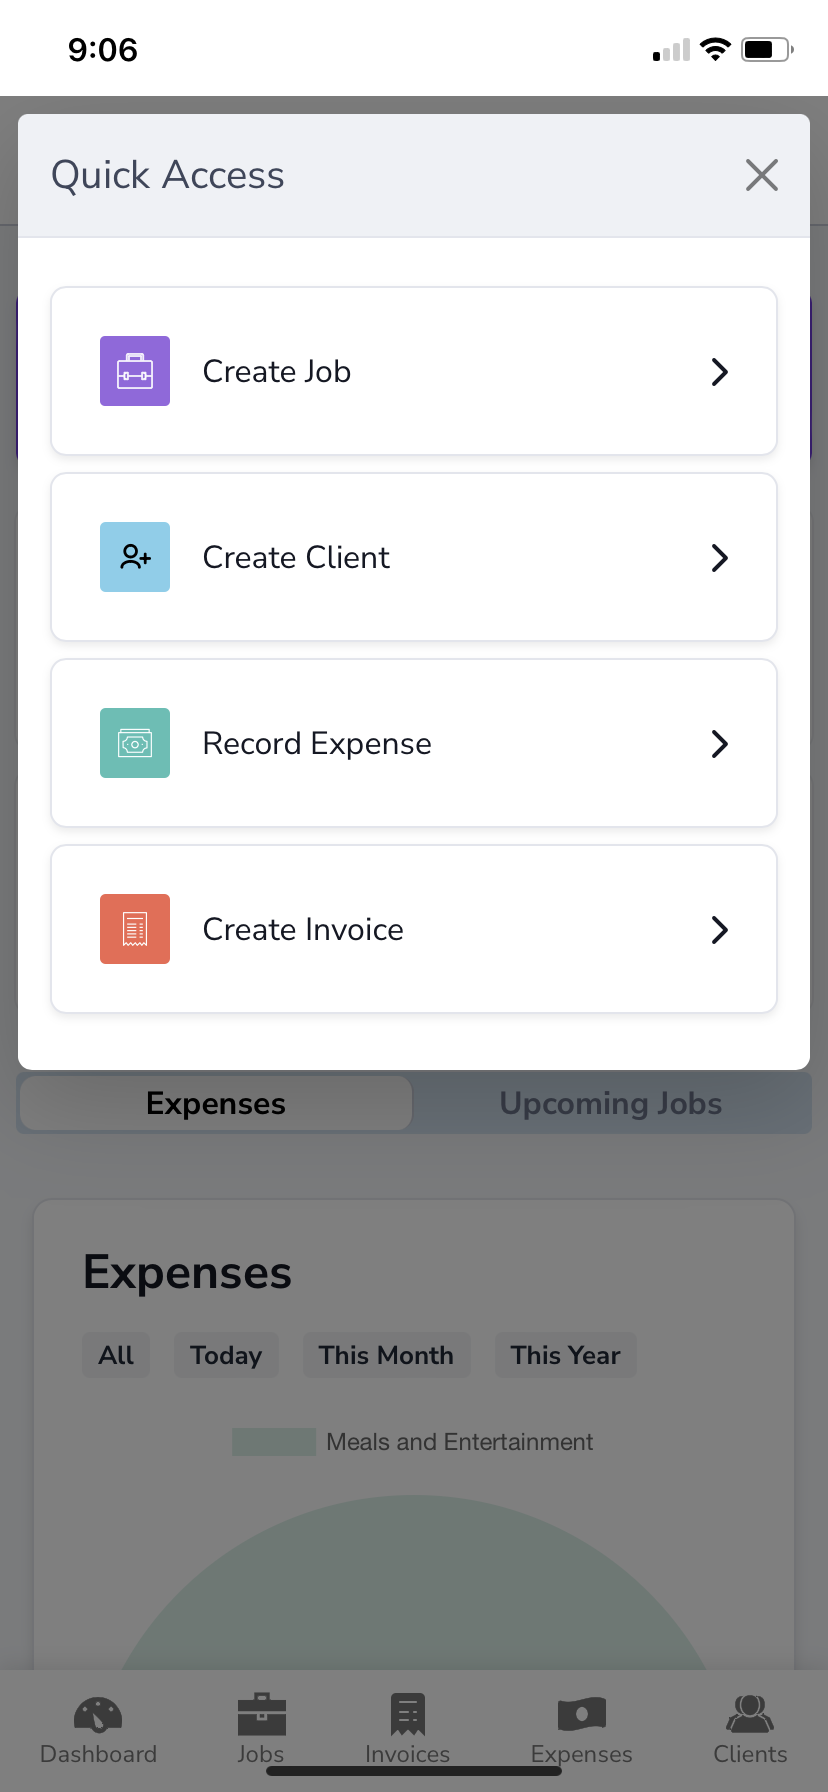 9:06
Quick Access
Create Job
Create Client
Record Expense
Create Invoice
Expenses Upcoming Jobs
Expenses
All Today This Month This Year
Meals and Entertainment
Dashboard Jobs Invoices Expenses Clients